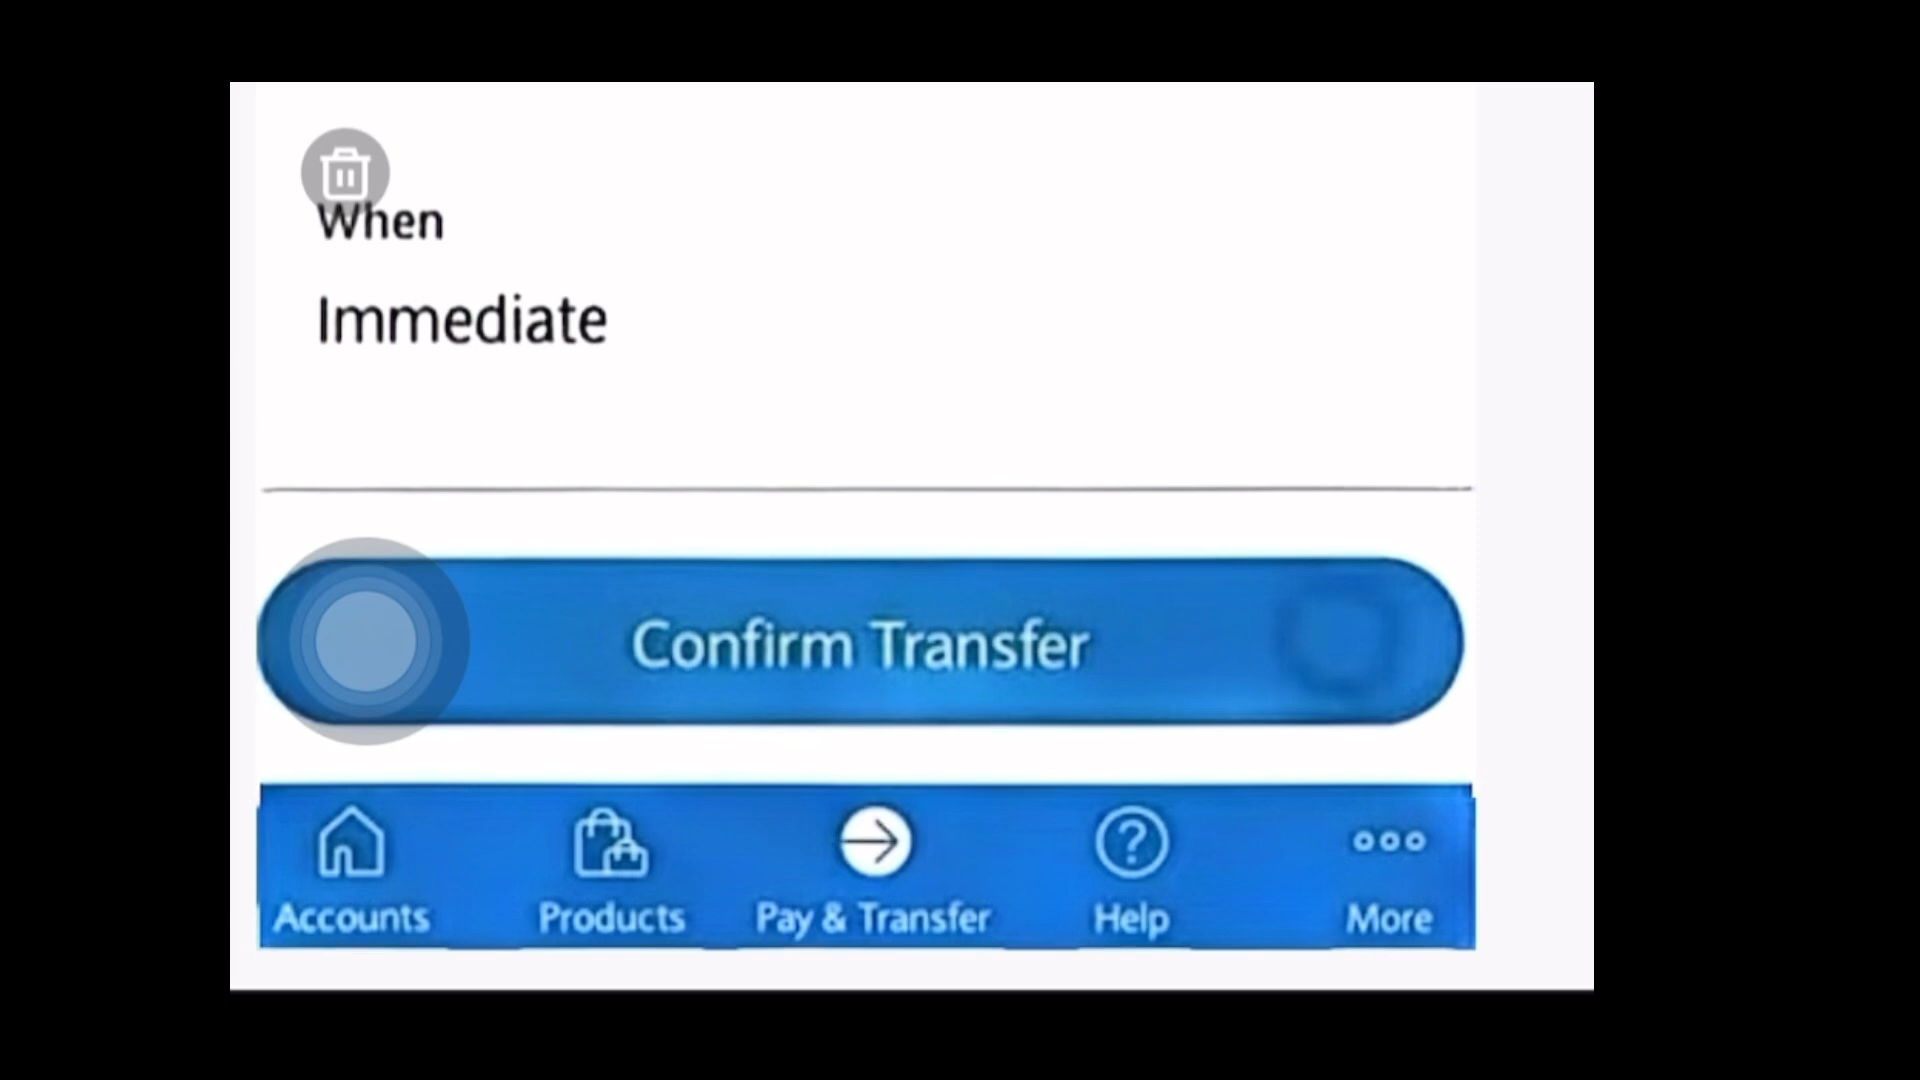 When
Immediate
Confirm Transfer
Accounts
Products
Pay & Transfer
Help
More